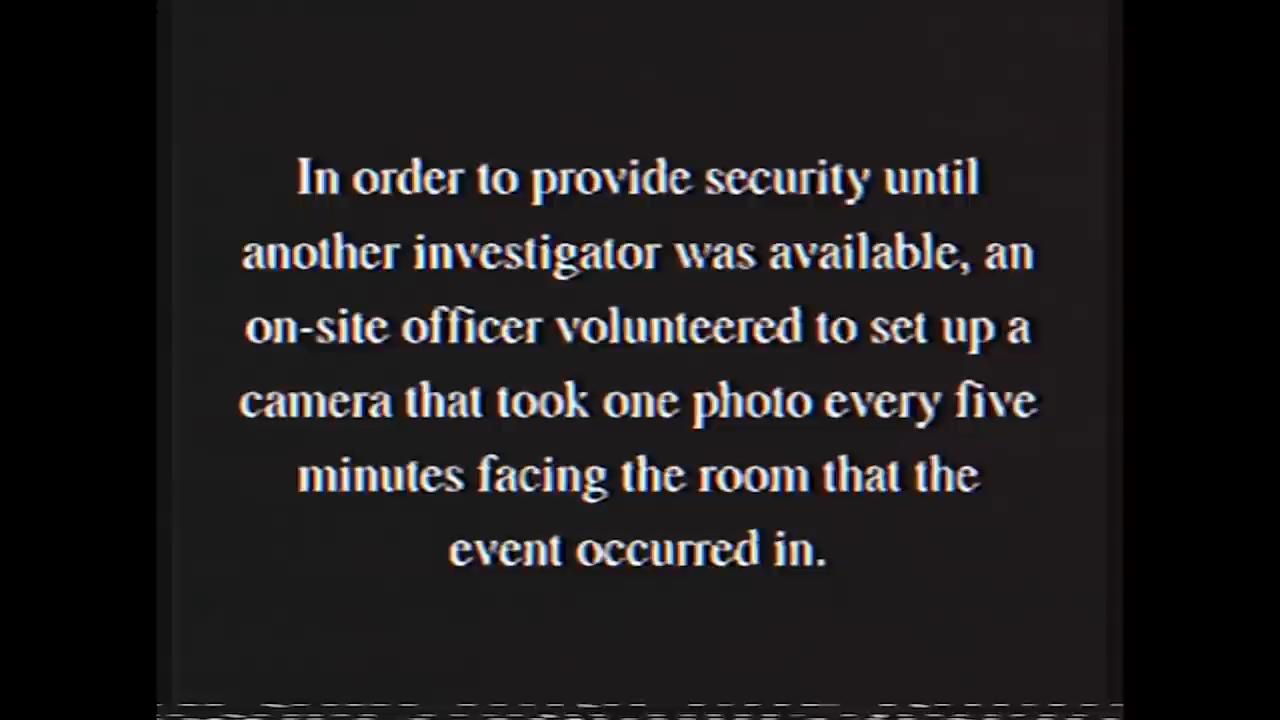 In order to provide security until
another investigator was available, an
on-site officer volunteered to set up a
camera that took one photo every five
minutes facing the room that the
event occurred in.